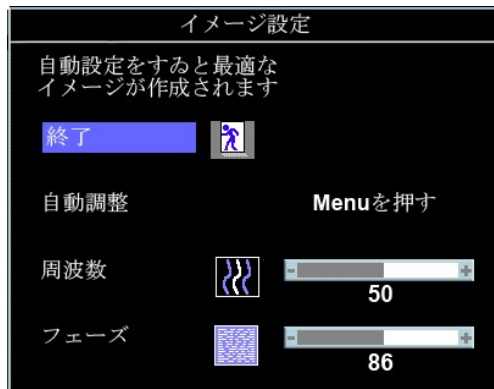 イメージ設定
自動設定をすゐと最適な
イメージが作成されます
終了
自動調整 Menuを押す
周波数
- +
50
フェーズ
- +
86